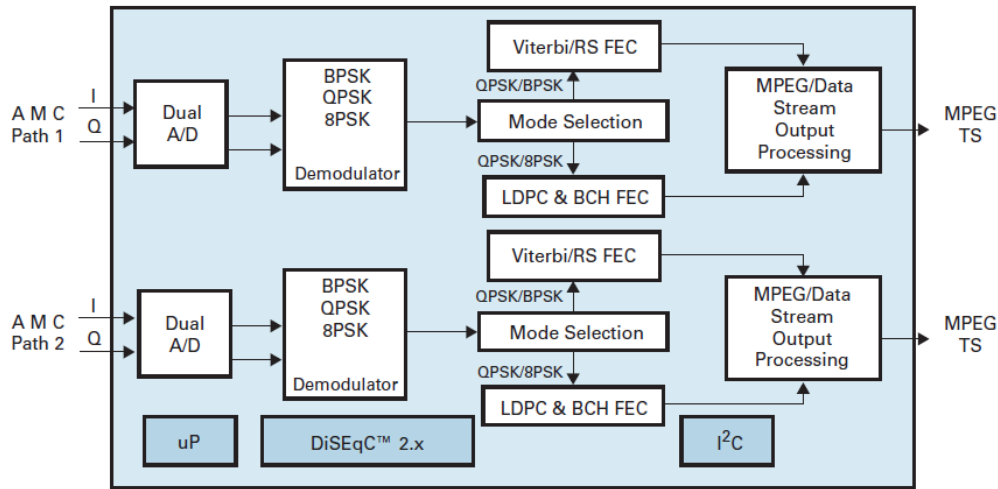 A M C
Path 1
I
Q
Dual
A/D
BPSK
QPSK
8PSK
Demodulator
Viterbi/RS FEC
QPSK/BPSK
Mode Selection
QPSK/8PSK
LDPC & BCH FEC
MPEG/Data
Stream
Output
Processing
MPEG
TS
A M C
Path 2
I
Q
Dual
A/D
BPSK
QPSK
8PSK
Demodulator
Viterbi/RS FEC
QPSK/BPSK
Mode Selection
QPSK/8PSK
LDPC & BCH FEC
MPEG/Data
Stream
Output
Processing
MPEG
TS
uP
DiSEqC™ 2.x
I²C